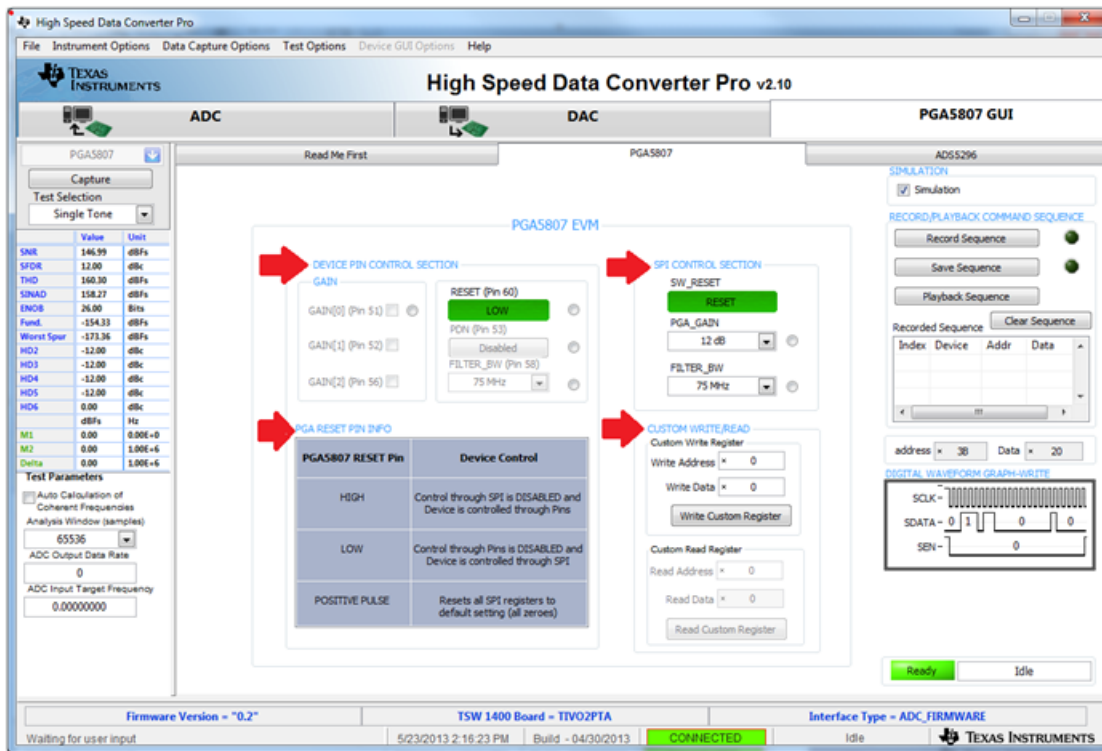 High Speed Data Converter Pro
File Instrument Options Data Capture Options Test Options Device GUI Options Help
TEXAS INSTRUMENTS
High Speed Data Converter Pro v2.10
ADC
DAC
PGA5807 GUI
PGA5807
Capture
Test Selection
Single Tone
Value Unit
SNR 146.99 dBFs
SFDR 12.00 dBc
THD 160.30 dBFs
SINAD 158.27 dBFs
ENOB 26.00 Bits
Fund. -154.33 dBFs
Worst Spur -173.36 dBFs
HD2 -12.00 dBc
HD3 -12.00 dBc
HD4 -12.00 dBc
HD5 -12.00 dBc
HD6 0.00 dBc
dBFs Hz
M1 0.00 0.00E+0
M2 0.00 1.00E+6
Delta 0.00 1.00E+6
Test Parameters
Auto Calculation of
Coherent Frequencies
Analysis Window (samples)
65536
ADC Output Data Rate
0
ADC Input Target Frequency
0.00000000
Read Me First
PGA5807
ADS5296
PGA5807 EVM
DEVICE PIN CONTROL SECTION
GAIN
GAIN[0] (Pin 51)
GAIN[1] (Pin 52)
GAIN[2] (Pin 56)
RESET (Pin 60)
LOW
PDN (Pin 53)
Disabled
FILTER_BW (Pin 58)
75 MHz
SPI CONTROL SECTION
SW_RESET
RESET
PGA_GAIN
12 dB
FILTER_BW
75 MHz
PGA RESET PIN INFO
PGA5807 RESET Pin Device Control
HIGH Control through SPI is DISABLED and
Device is controlled through Pins
LOW Control through Pins is DISABLED and
Device is controlled through SPI
POSITIVE PULSE Resets all SPI registers to
default setting (all zeroes)
CUSTOM WRITE/READ
Custom Write Register
Write Address × 0
Write Data × 0
Write Custom Register
Custom Read Register
Read Address × 0
Read Data × 0
Read Custom Register
SIMULATION
Simulation
RECORD/PLAYBACK COMMAND SEQUENCE
Record Sequence
Save Sequence
Playback Sequence
Recorded Sequence Clear Sequence
Index Device Addr Data
address × 3B Data × 20
DIGITAL WAVEFORM GRAPH-WRITE
SCLK-
SDATA- 0 1 0 0
SEN- 0
Ready Idle
Firmware Version = "0.2" TSW 1400 Board = TIVO2PTA Interface Type = ADC_FIRMWARE
Waiting for user input 5/23/2013 2:16:23 PM Build - 04/30/2013 CONNECTED Idle TEXAS INSTRUMENTS